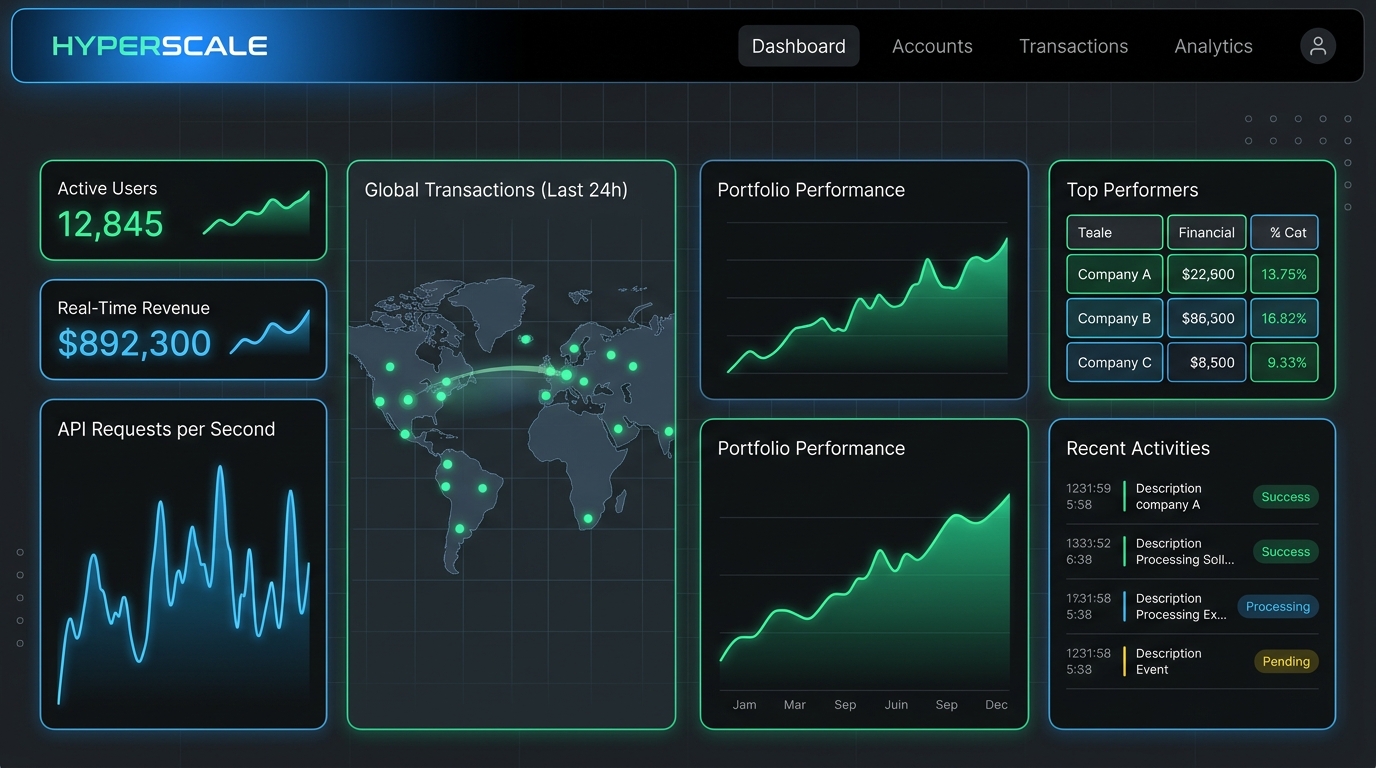 HYPERSCALE
Dashboard
Accounts
Transactions
Analytics
Active Users
12,845
Real-Time Revenue
$892,300
API Requests per Second
Global Transactions (Last 24h)
Portfolio Performance
Portfolio Performance
Jam Mar Sep Juin Sep Dec
Top Performers
Teale Financial % Cat
Company A $22,600 13.75%
Company B $86,300 16.82%
Company C $8,500 9.33%
Recent Activities
1231:59 Description
5:58 company A
Success
1333:52 Description
6:38 Processing Soll...
Success
1731:58 Description
5:38 Processing Ex...
Processing
1231:58 Description
5:38 Event
Pending